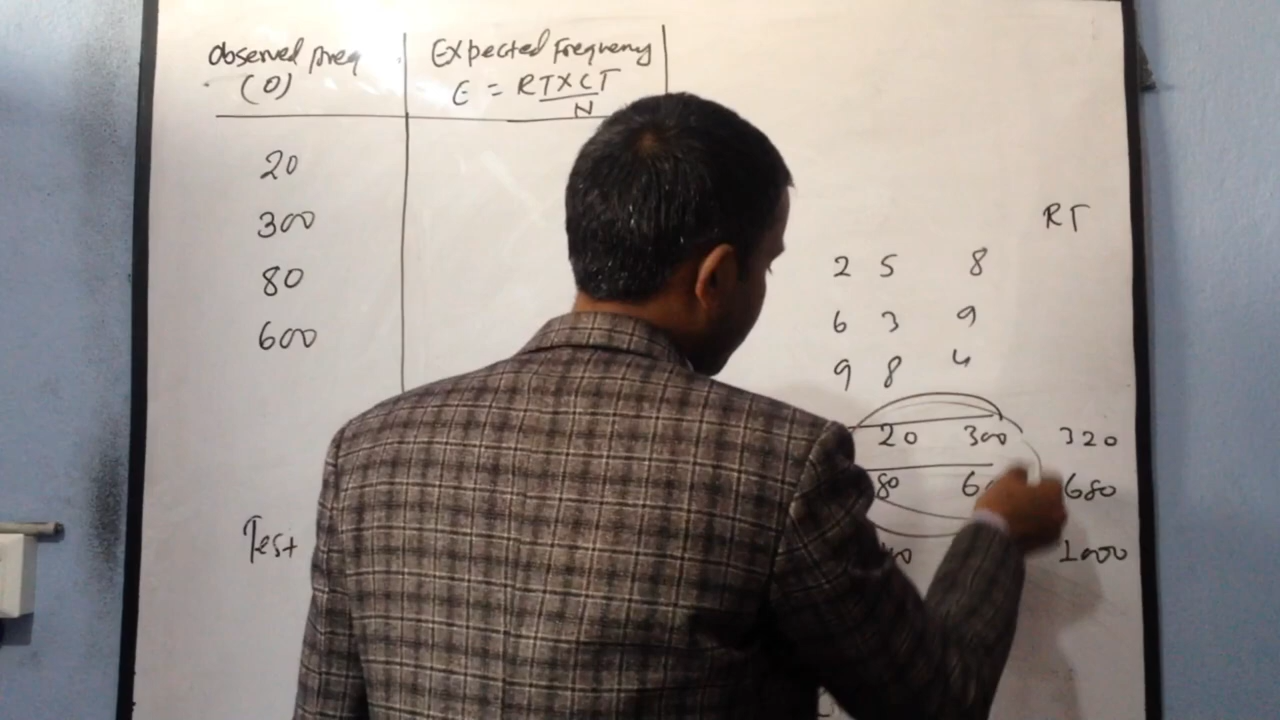 Observed freq
(O)
Expected Frequency
E = RT X CT
N
20
300
80
600
RT
2 5 8
6 3 9
9 8 4
20 300 320
80 680
1000
Test